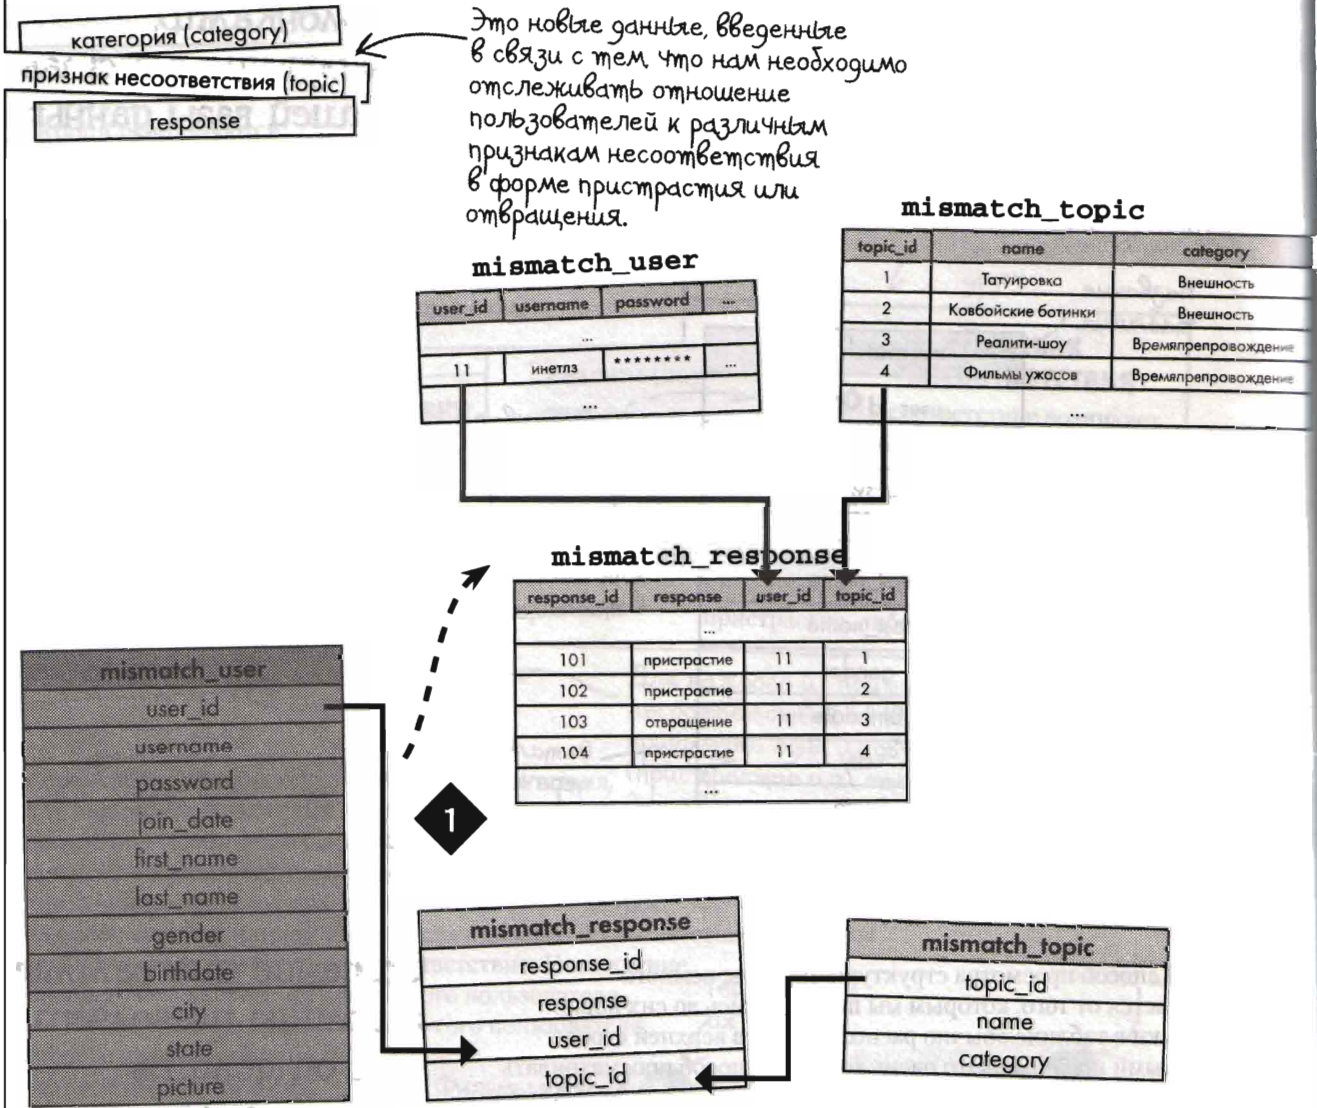 категория (category)
признак несоответствия (topic)
response
Это новые данные, введенные
в связи с тем что нам необходимо
отслеживать отношение
пользователей к различным
признакам несоответствия
в форме пристрастия или
отвращения.
mismatch_topic
topic_id name category
1 Татуировка Внешность
2 Ковбойские ботинки Внешность
3 Реалити-шоу Времяпрепровождение
4 Фильмы ужасов Времяпрепровождение
...
mismatch_user
user_id username password ...
...
11 инетлз ******** ...
...
mismatch_response
response_id response user_id topic_id
...
101 пристрастие 11 1
102 пристрастие 11 2
103 отвращение 11 3
104 пристрастие 11 4
...
1
mismatch_user
user_id
username
password
join_date
first_name
last_name
gender
birthdate
city
state
picture
mismatch_response
response_id
response
user_id
topic_id
mismatch_topic
topic_id
name
category